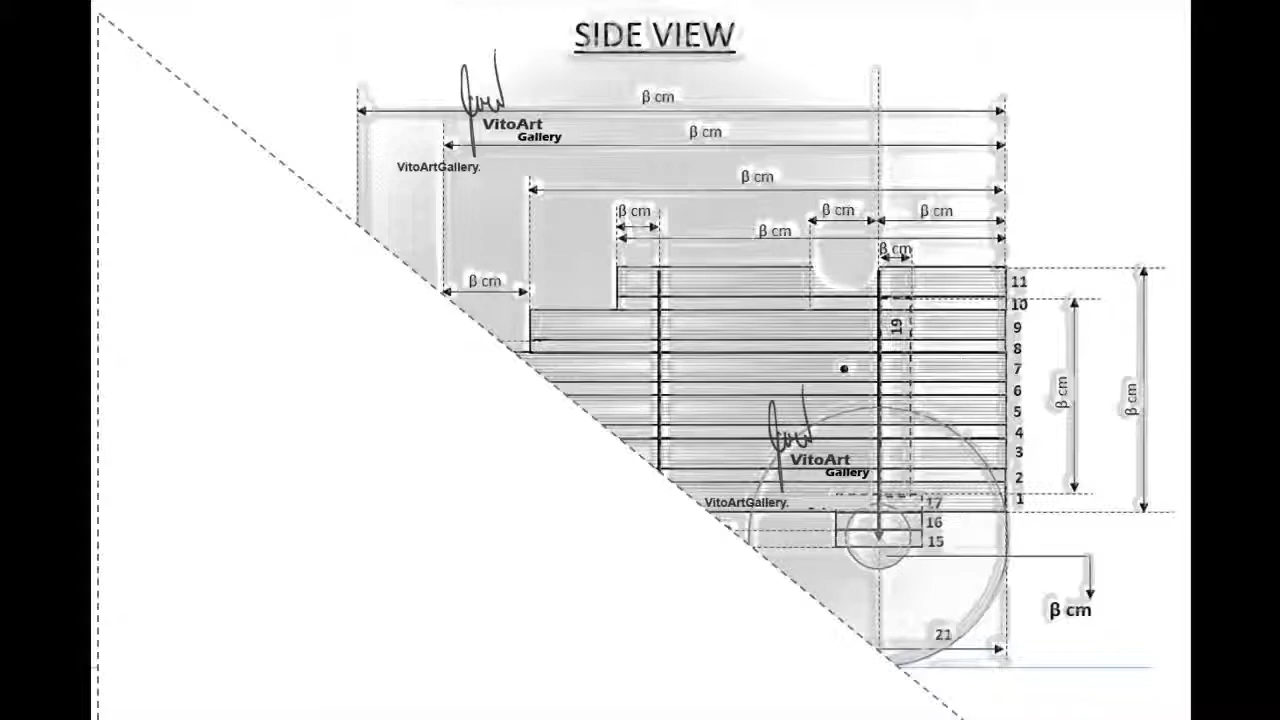 SIDE VIEW
β cm
VitoArt
Gallery
β cm
VitoArtGallery.
β cm
β cm
β cm
β cm
β cm
β cm
β cm
11
10
19
9
8
7
6
β cm
β cm
5
4
3
VitoArt
Gallery
2
1
VitoArtGallery.
17
16
15
β cm
21